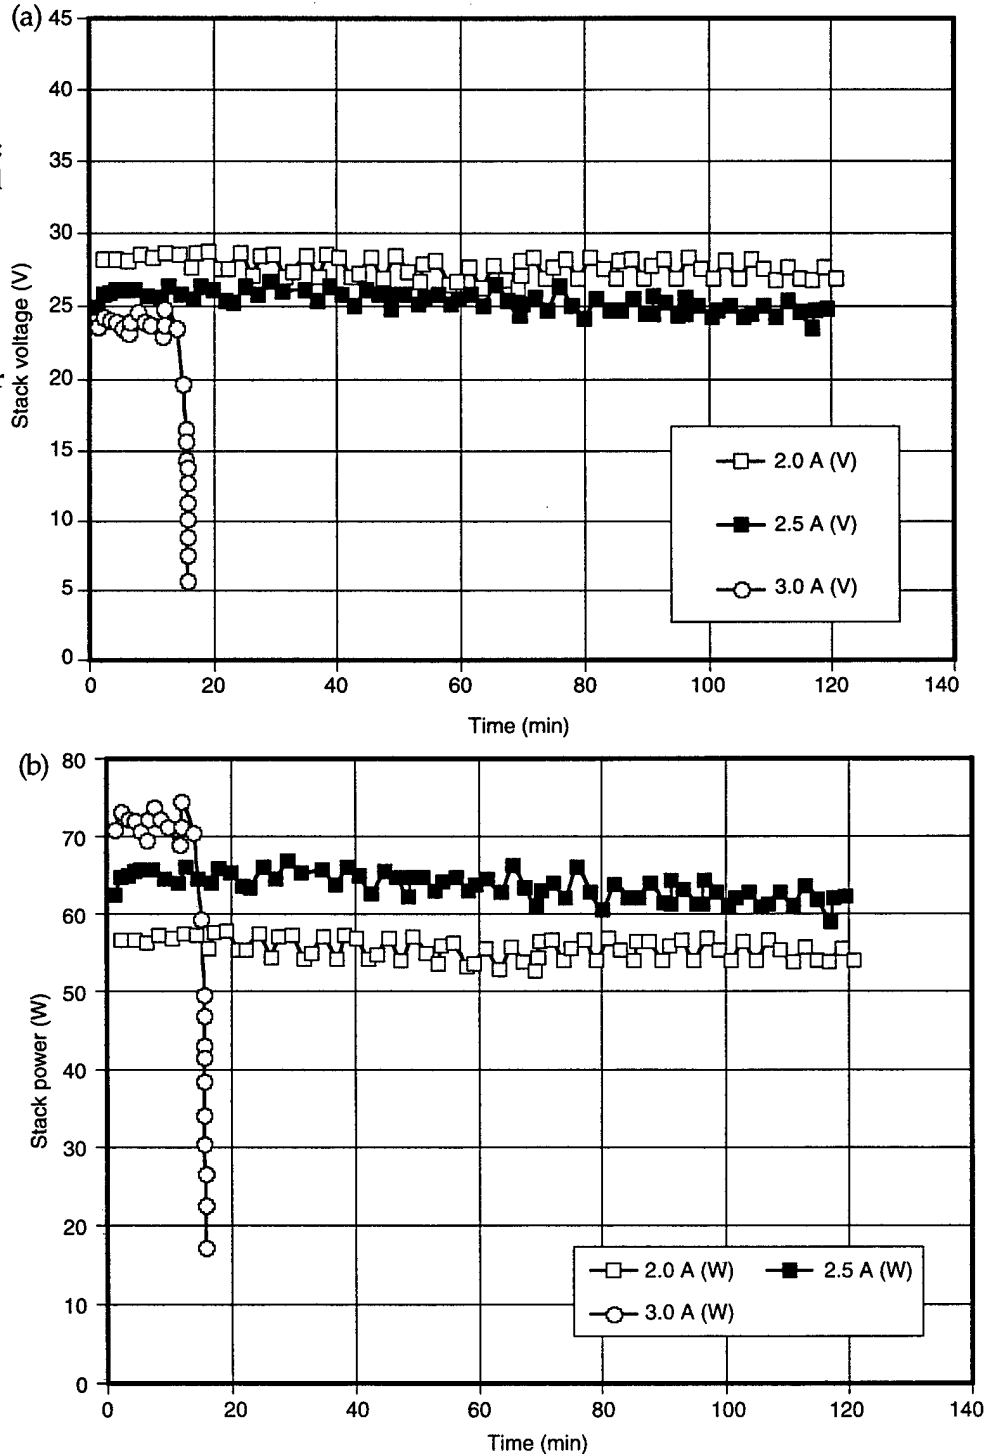 (a)
45
40
35
30
25
20
15
10
5
0
Stack voltage (V)
2.0 A (V)
2.5 A (V)
3.0 A (V)
0 20 40 60 80 100 120 140
Time (min)
(b)
80
70
60
50
40
30
20
10
0
Stack power (W)
2.0 A (W) 2.5 A (W)
3.0 A (W)
0 20 40 60 80 100 120 140
Time (min)